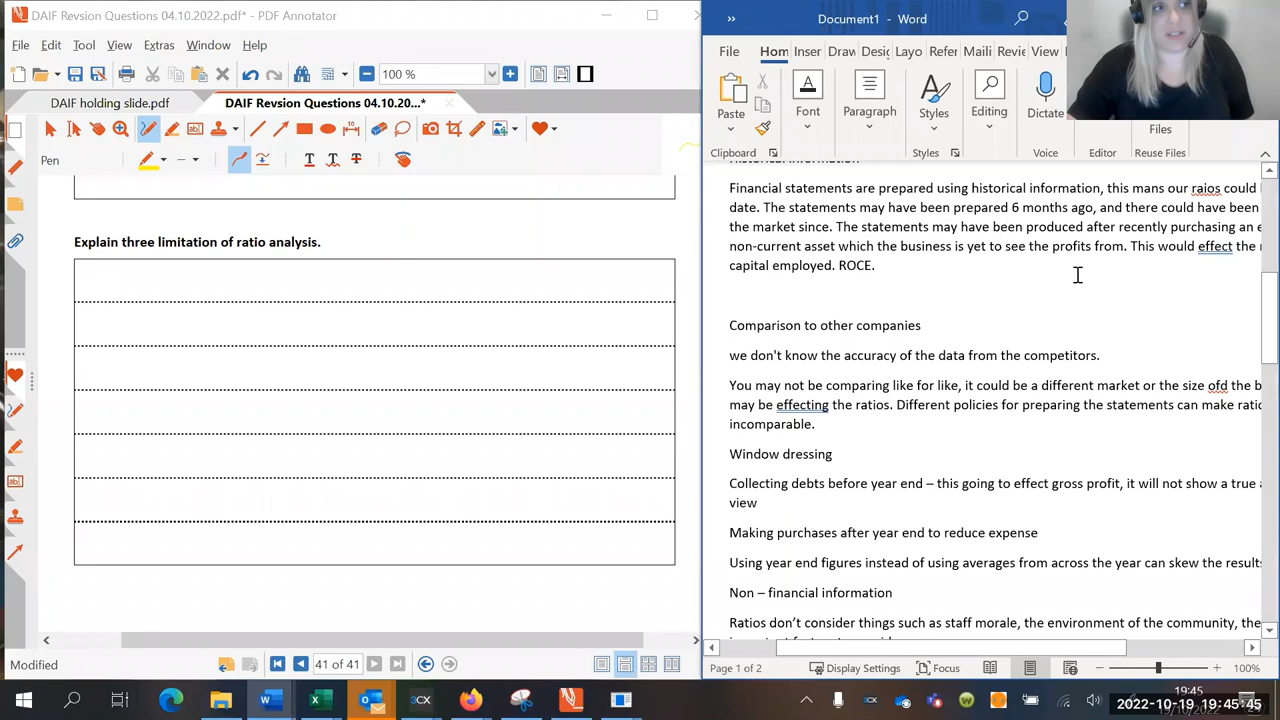 DAIF Revsion Questions 04.10.2022.pdf* - PDF Annotator
File Edit Tool View Extras Window Help
100 %
DAIF holding slide.pdf
DAIF Revsion Questions 04.10.20...*
Pen
Explain three limitation of ratio analysis.
41 of 41
Modified
Document1 - Word
File Hom Inser Draw Desig Layo Refer Maili Revie View
Paste
Font
Paragraph
Styles
Editing
Dictate
Files
Clipboard
Styles
Voice
Editor
Reuse Files
Historical information
Financial statements are prepared using historical information, this mans our raios could
date. The statements may have been prepared 6 months ago, and there could have been
the market since. The statements may have been produced after recently purchasing an e
non-current asset which the business is yet to see the profits from. This would effect the
capital employed. ROCE.
Comparison to other companies
we don't know the accuracy of the data from the competitors.
You may not be comparing like for like, it could be a different market or the size ofd the b
may be effecting the ratios. Different policies for preparing the statements can make ratio
incomparable.
Window dressing
Collecting debts before year end – this going to effect gross profit, it will not show a true
view
Making purchases after year end to reduce expense
Using year end figures instead of using averages from across the year can skew the results
Non – financial information
Ratios don't consider things such as staff morale, the environment of the community, the
Page 1 of 2
Display Settings
Focus
100%
19:45
2022-10-19 19:45:45